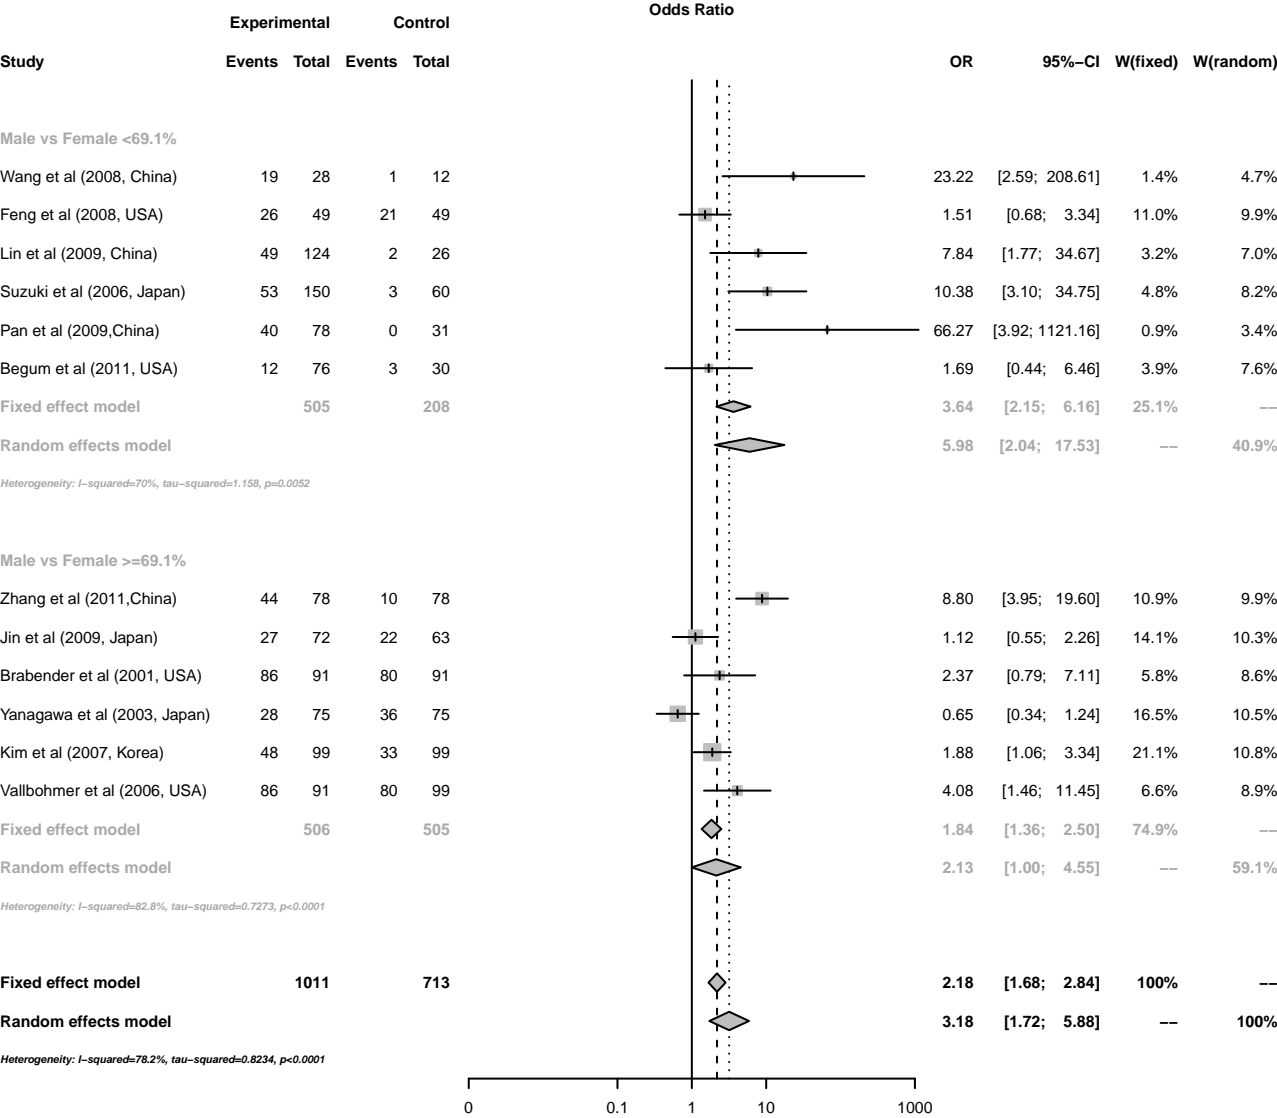 Odds Ratio
Experimental Control
Study Events Total Events Total OR 95%−CI W(fixed) W(random)
Male vs Female <69.1%
Wang et al (2008, China) 19 28 1 12 23.22 [2.59; 208.61] 1.4% 4.7%
Feng et al (2008, USA) 26 49 21 49 1.51 [0.68; 3.34] 11.0% 9.9%
Lin et al (2009, China) 49 124 2 26 7.84 [1.77; 34.67] 3.2% 7.0%
Suzuki et al (2006, Japan) 53 150 3 60 10.38 [3.10; 34.75] 4.8% 8.2%
Pan et al (2009,China) 40 78 0 31 66.27 [3.92; 1121.16] 0.9% 3.4%
Begum et al (2011, USA) 12 76 3 30 1.69 [0.44; 6.46] 3.9% 7.6%
Fixed effect model 505 208 3.64 [2.15; 6.16] 25.1% −−
Random effects model 5.98 [2.04; 17.53] −− 40.9%
Heterogeneity: I−squared=70%, tau−squared=1.158, p=0.0052
Male vs Female >=69.1%
Zhang et al (2011,China) 44 78 10 78 8.80 [3.95; 19.60] 10.9% 9.9%
Jin et al (2009, Japan) 27 72 22 63 1.12 [0.55; 2.26] 14.1% 10.3%
Brabender et al (2001, USA) 86 91 80 91 2.37 [0.79; 7.11] 5.8% 8.6%
Yanagawa et al (2003, Japan) 28 75 36 75 0.65 [0.34; 1.24] 16.5% 10.5%
Kim et al (2007, Korea) 48 99 33 99 1.88 [1.06; 3.34] 21.1% 10.8%
Vallbohmer et al (2006, USA) 86 91 80 99 4.08 [1.46; 11.45] 6.6% 8.9%
Fixed effect model 506 505 1.84 [1.36; 2.50] 74.9% −−
Random effects model 2.13 [1.00; 4.55] −− 59.1%
Heterogeneity: I−squared=82.8%, tau−squared=0.7273, p<0.0001
Fixed effect model 1011 713 2.18 [1.68; 2.84] 100% −−
Random effects model 3.18 [1.72; 5.88] −− 100%
Heterogeneity: I−squared=78.2%, tau−squared=0.8234, p<0.0001
0 0.1 1 10 1000